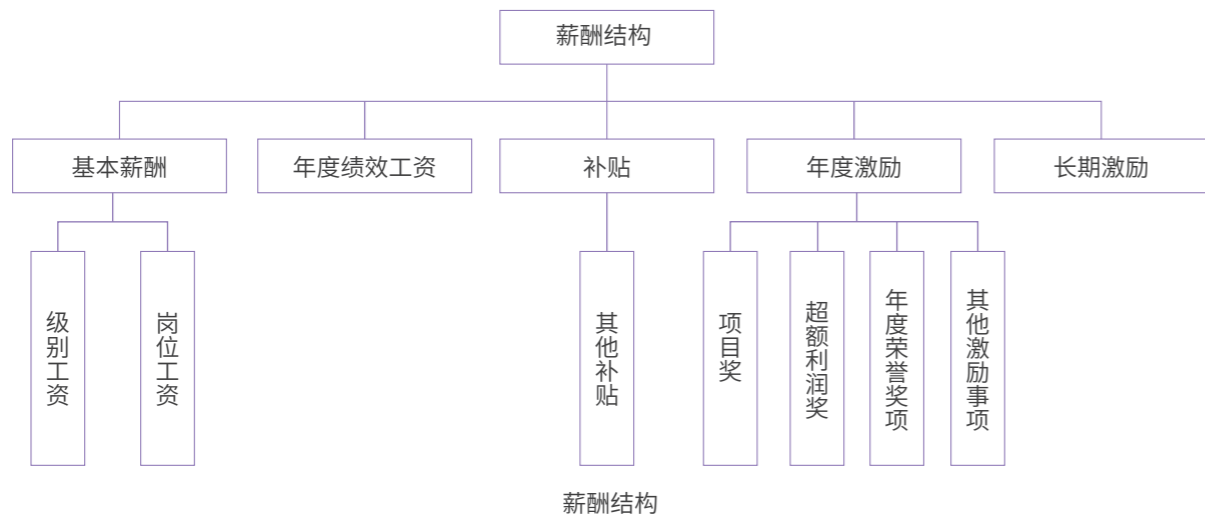 薪酬结构
基本薪酬
年度绩效工资
补贴
年度激励
长期激励
级别工资
岗位工资
其他补贴
项目奖
超额利润奖
年度荣誉奖项
其他激励事项
薪酬结构